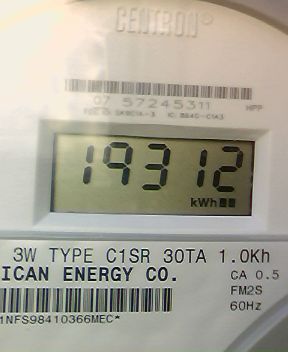 CENTRON®
07 57245311 HPP
19312
kWh
3W TYPE C1SR 30TA 1.0Kh
ICAN ENERGY CO. CA 0.5
FM2S
60Hz
1NFS98410366MEC*